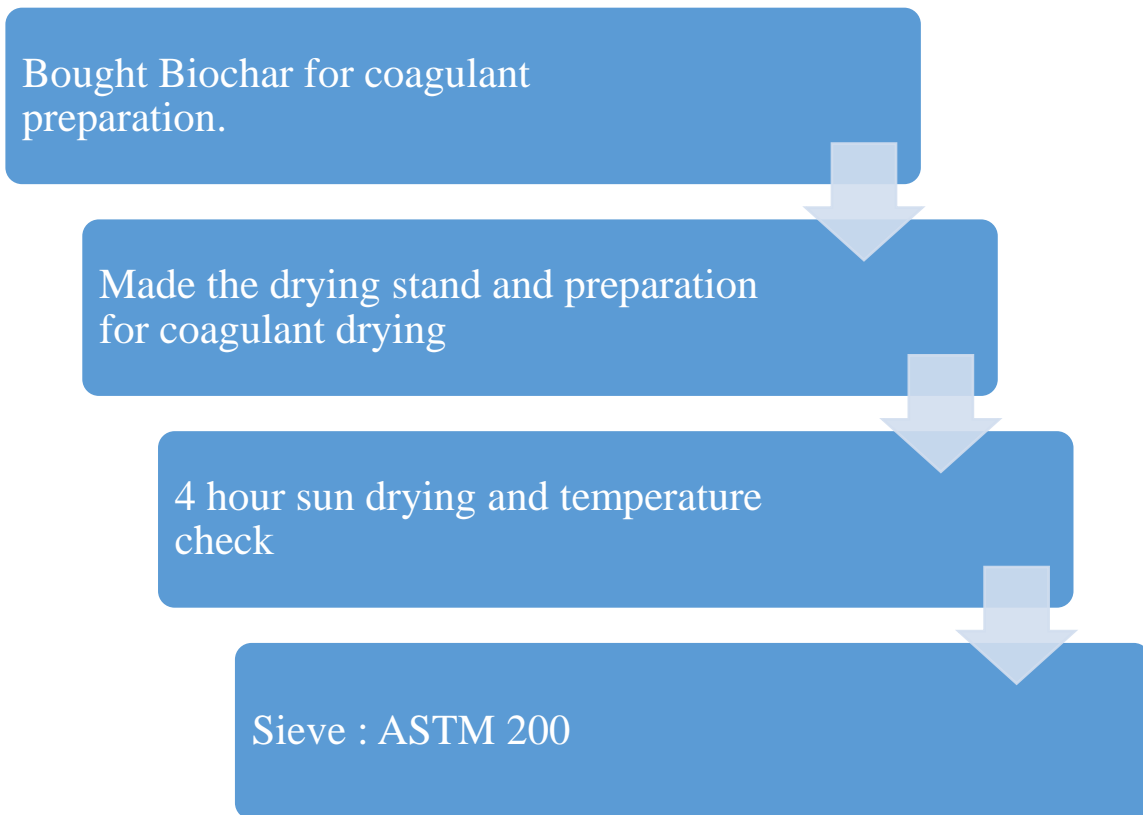 Bought Biochar for coagulant
preparation.
Made the drying stand and preparation
for coagulant drying
4 hour sun drying and temperature
check
Sieve : ASTM 200